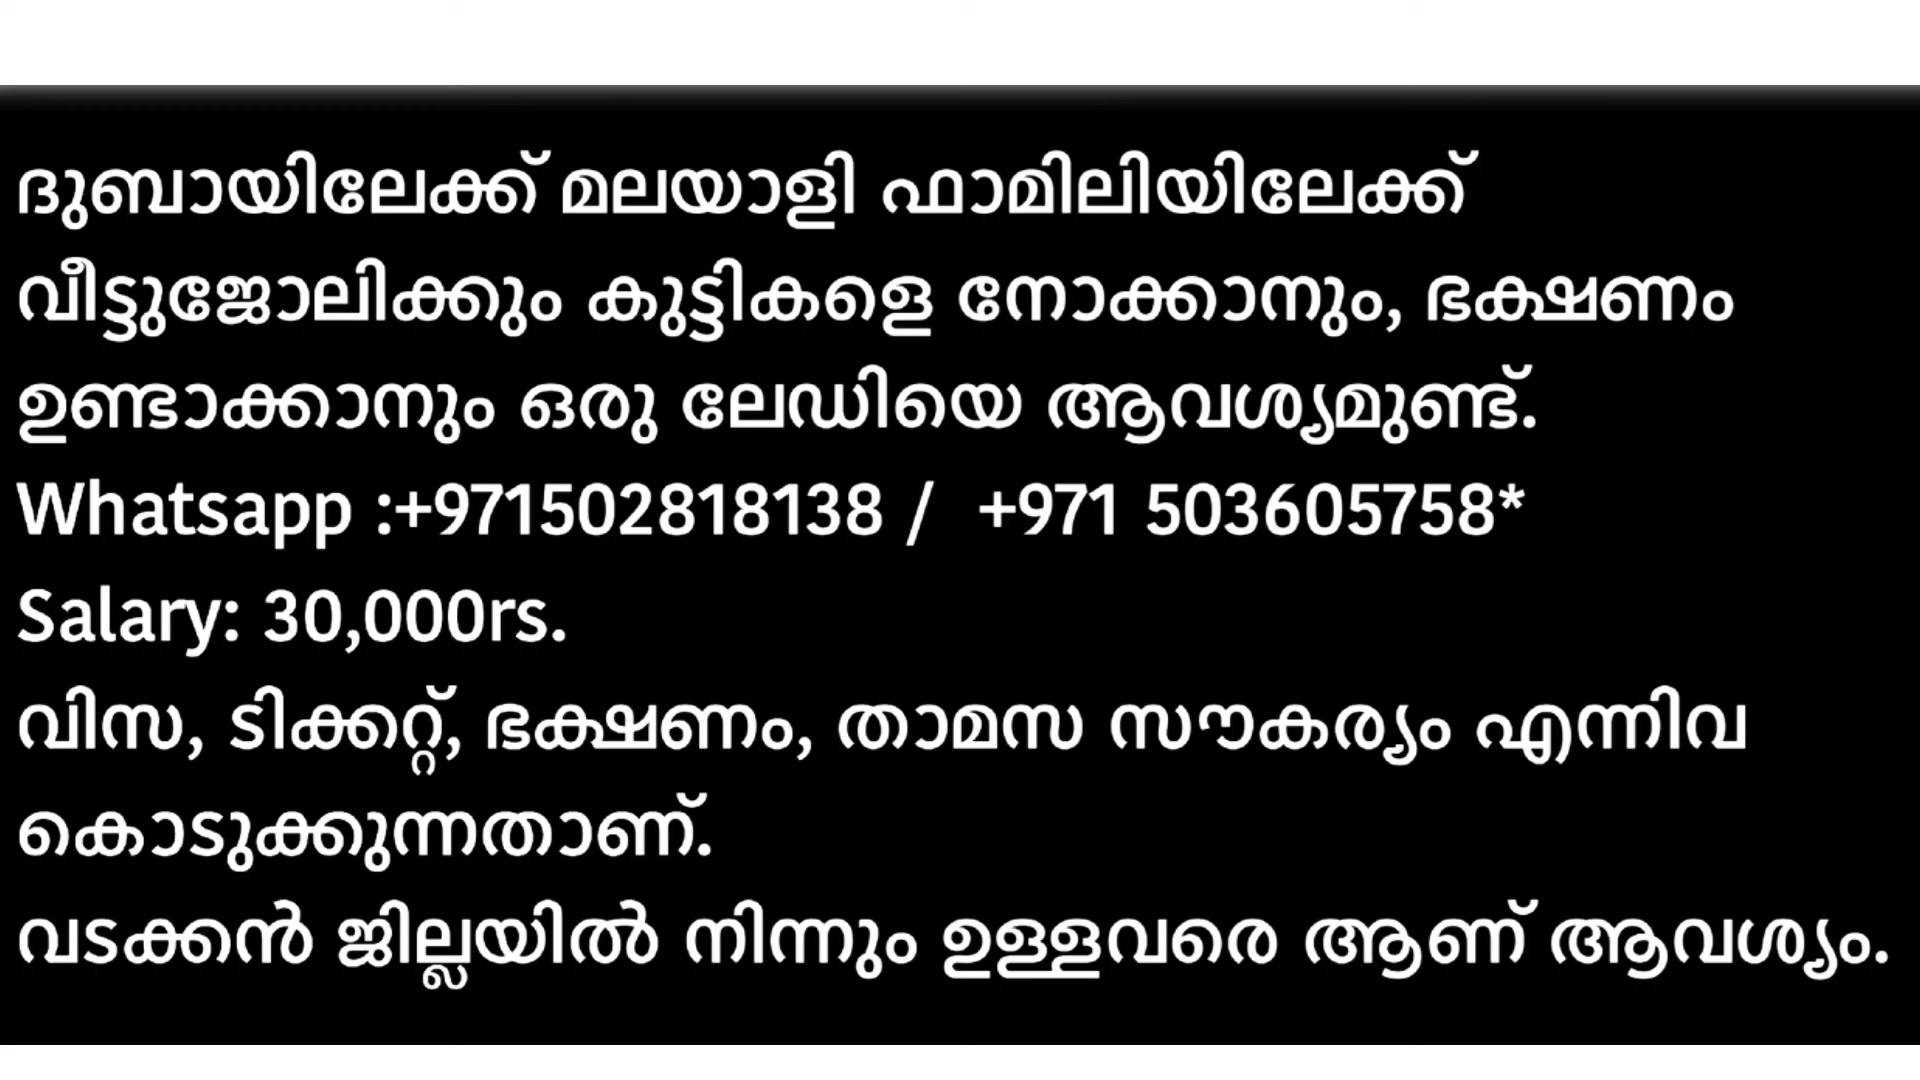 ദുബായിലേക്ക് മലയാളി ഫാമിലിയിലേക്ക്
വീട്ടുജോലിക്കും കുട്ടികളെ നോക്കാനും, ഭക്ഷണം
ഉണ്ടാക്കാനും ഒരു ലേഡിയെ ആവശ്യമുണ്ട്.
Whatsapp :+971502818138 /  +971 503605758*
Salary: 30,000rs.
വിസ, ടിക്കറ്റ്, ഭക്ഷണം, താമസ സൗകര്യം എന്നിവ
കൊടുക്കുന്നതാണ്.
വടക്കൻ ജില്ലയിൽ നിന്നും ഉള്ളവരെ ആണ് ആവശ്യം.